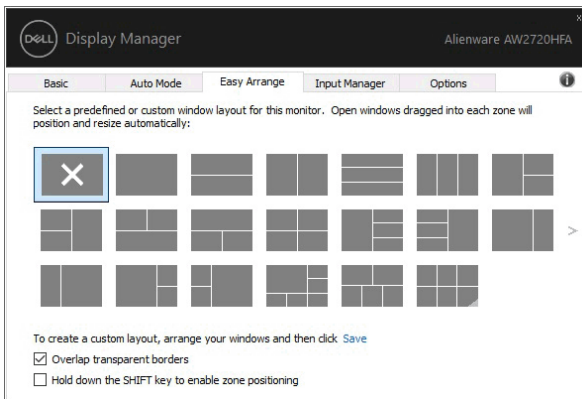 DELL Display Manager
Alienware AW2720HFA
Basic
Auto Mode
Easy Arrange
Input Manager
Options
Select a predefined or custom window layout for this monitor. Open windows dragged into each zone will
position and resize automatically:
To create a custom layout, arrange your windows and then click Save
Overlap transparent borders
Hold down the SHIFT key to enable zone positioning